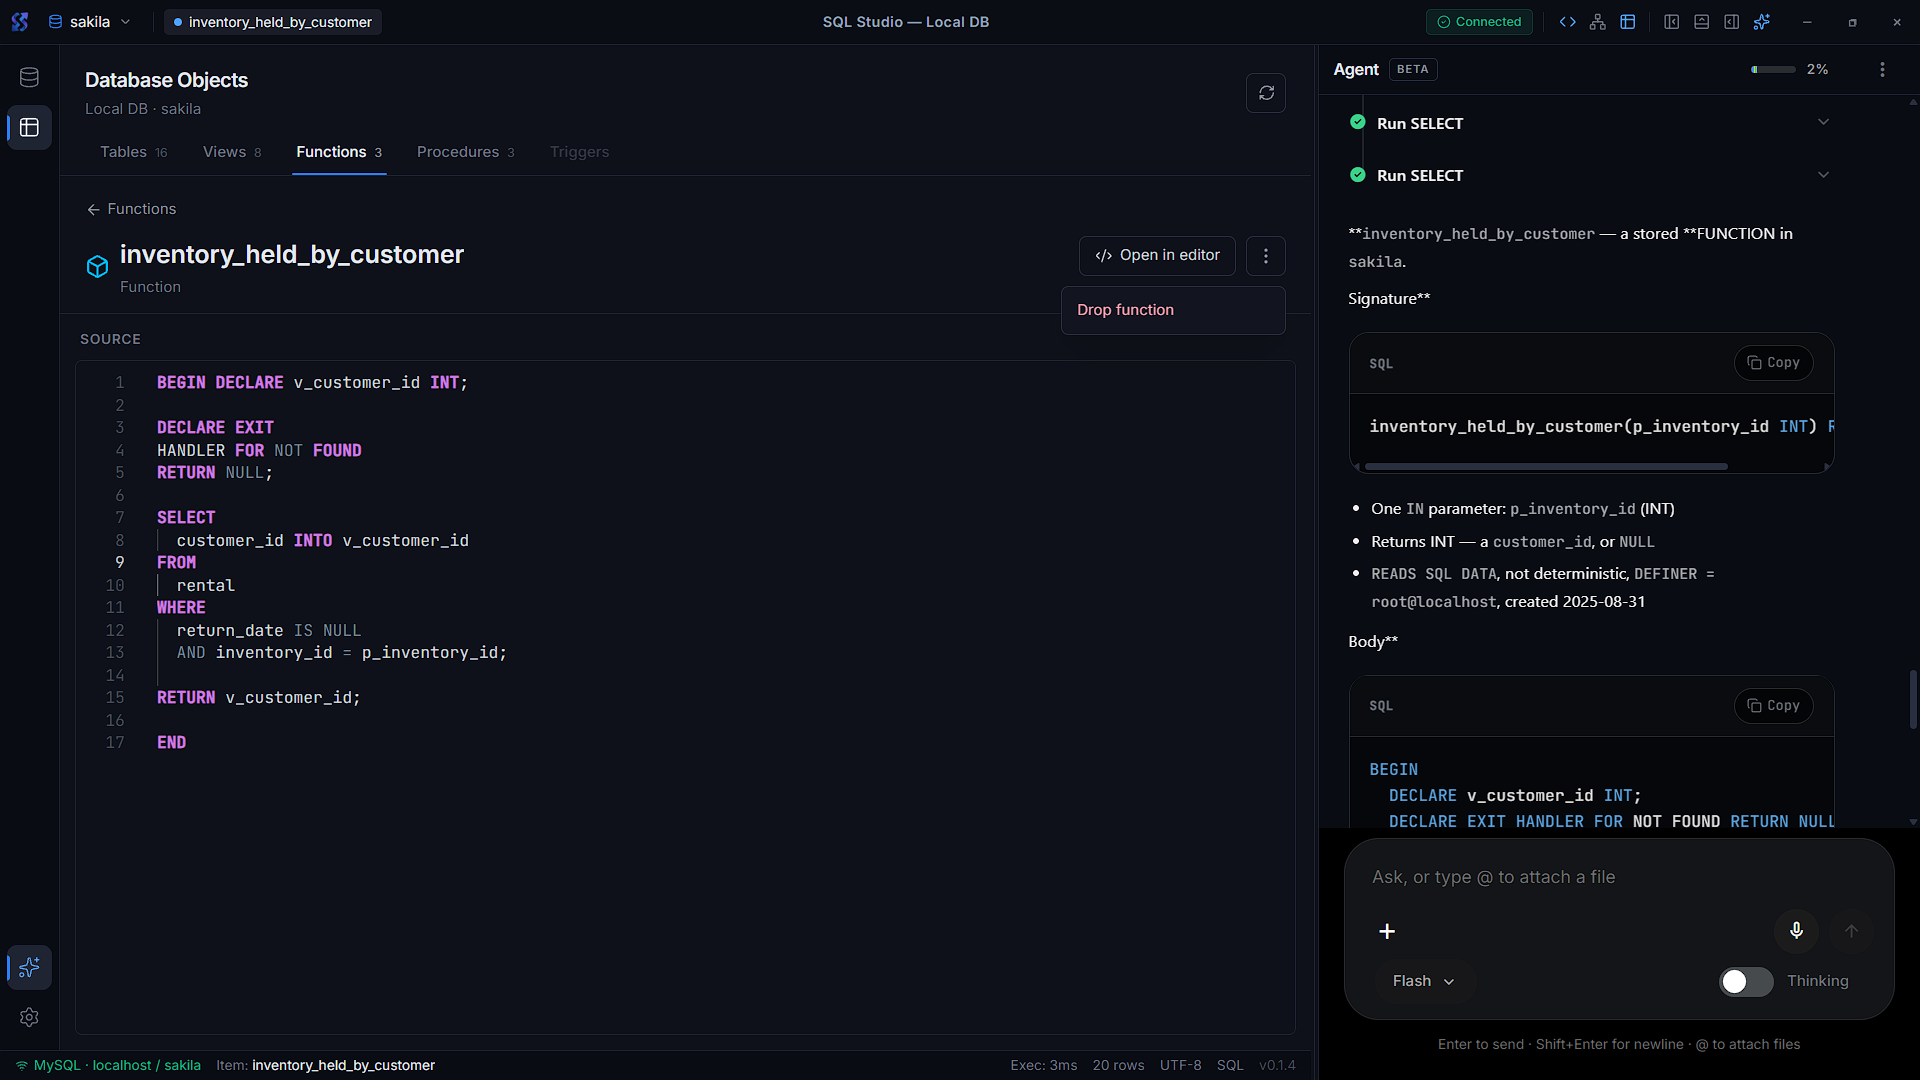 sakila
inventory_held_by_customer
SQL Studio — Local DB
Connected
Database Objects
Local DB · sakila
Tables 16
Views 8
Functions 3
Procedures 3
Triggers
← Functions
inventory_held_by_customer
Function
</> Open in editor
Drop function
SOURCE
1 BEGIN DECLARE v_customer_id INT;
2
3 DECLARE EXIT
4 HANDLER FOR NOT FOUND
5 RETURN NULL;
6
7 SELECT
8 customer_id INTO v_customer_id
9 FROM
10 rental
11 WHERE
12 return_date IS NULL
13 AND inventory_id = p_inventory_id;
14
15 RETURN v_customer_id;
16
17 END
Agent BETA
2%
Run SELECT
Run SELECT
**inventory_held_by_customer — a stored **FUNCTION in
sakila.
Signature**
SQL
Copy
inventory_held_by_customer(p_inventory_id INT) R
• One IN parameter: p_inventory_id (INT)
• Returns INT — a customer_id, or NULL
• READS SQL DATA, not deterministic, DEFINER =
root@localhost, created 2025-08-31
Body**
SQL
Copy
BEGIN
DECLARE v_customer_id INT;
DECLARE EXIT HANDLER FOR NOT FOUND RETURN NULL
Ask, or type @ to attach a file
Flash
Thinking
Enter to send · Shift+Enter for newline · @ to attach files
MySQL · localhost / sakila
Item: inventory_held_by_customer
Exec: 3ms
20 rows
UTF-8
SQL
v0.1.4